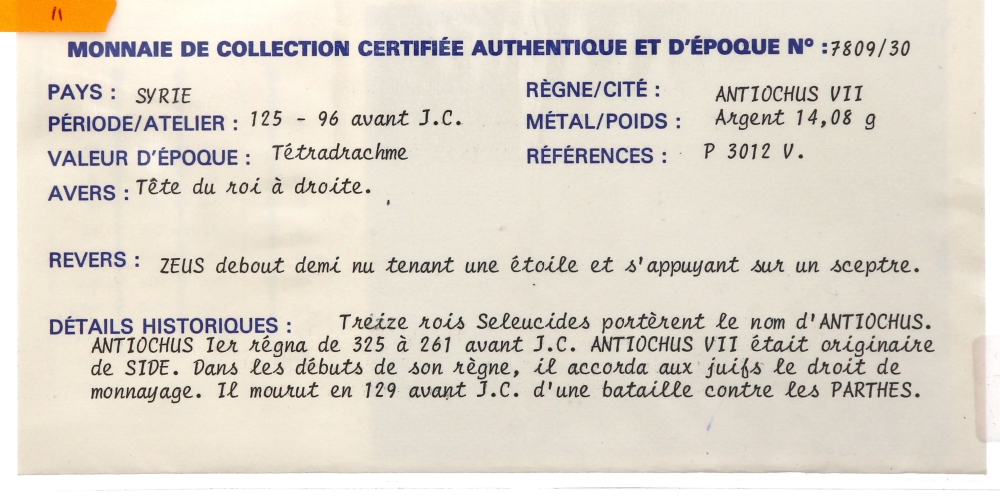 11
MONNAIE DE COLLECTION CERTIFIÉE AUTHENTIQUE ET D'ÉPOQUE N° :7809/30
PAYS : SYRIE
RÈGNE/CITÉ : ANTIOCHUS VII
PÉRIODE/ATELIER : 125 - 96 avant J.C.
MÉTAL/POIDS : Argent 14,08 g
VALEUR D'ÉPOQUE : Tétradrachme
RÉFÉRENCES : P 3012 V.
AVERS : Tête du roi à droite.
REVERS : ZEUS debout demi nu tenant une étoile et s'appuyant sur un sceptre.
DÉTAILS HISTORIQUES : Treize rois Seleucides portèrent le nom d'ANTIOCHUS.
ANTIOCHUS Ier régna de 325 à 261 avant J.C. ANTIOCHUS VII était originaire
de SIDE. Dans les débuts de son règne, il accorda aux juifs le droit de
monnayage. Il mourut en 129 avant J.C. d'une bataille contre les PARTHES.